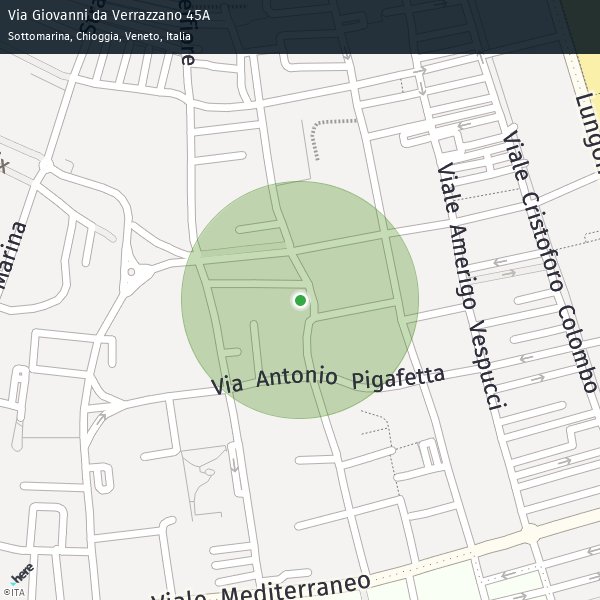 Via Giovanni da Verrazzano 45A
Sottomarina, Chioggia, Veneto, Italia
Viale Cristoforo Colombo
Viale Amerigo Vespucci
Marina
Via Antonio Pigafetta
Viale Mediterraneo
here
©ITA